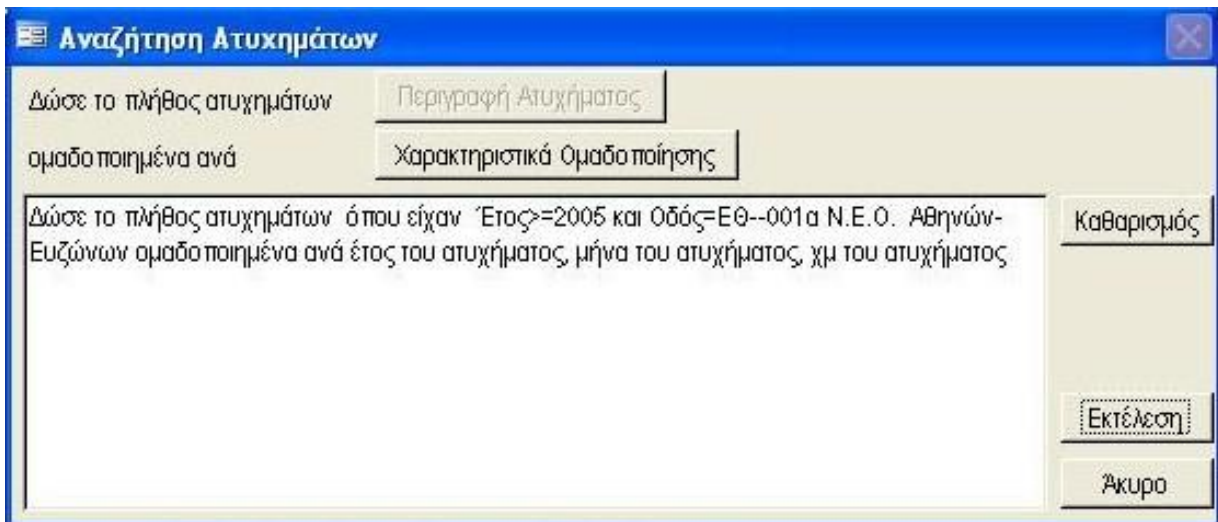 Αναζήτηση Ατυχημάτων
Δώσε το πλήθος ατυχημάτων Περιγραφή Ατυχήματος
ομαδοποιημένα ανά Χαρακτηριστικά Ομαδοποίησης
Δώσε το πλήθος ατυχημάτων όπου είχαν Έτος>=2005 και Οδός=ΕΘ--001α Ν.Ε.Ο. Αθηνών-
Ευζώνων ομαδοποιημένα ανά έτος του ατυχήματος, μήνα του ατυχήματος, χμ του ατυχήματος
Καθαρισμός
Εκτέλεση
Άκυρο